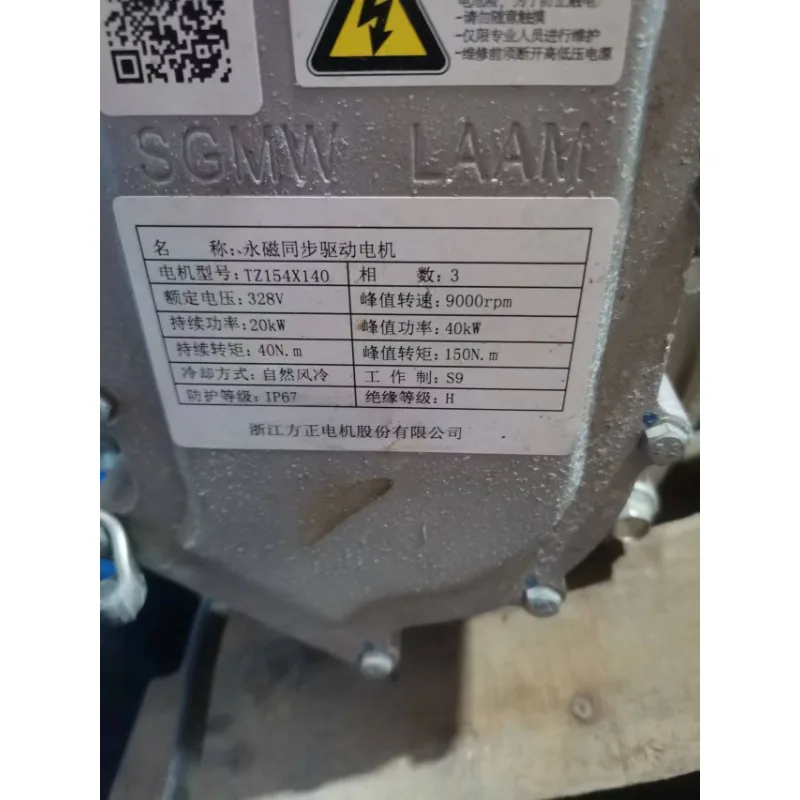 -请勿随意触摸
-仅限专业人员进行维护
-维修前须断开高低压电源
SGMW LAAM
名 称:永磁同步驱动电机
电机型号:TZ154X140 相 数:3
额定电压:328V 峰值转速:9000rpm
持续功率:20kW 峰值功率:40kW
持续转矩:40N.m 峰值转矩:150N.m
冷却方式:自然风冷 工 作 制:S9
防护等级:IP67 绝缘等级:H
浙江方正电机股份有限公司